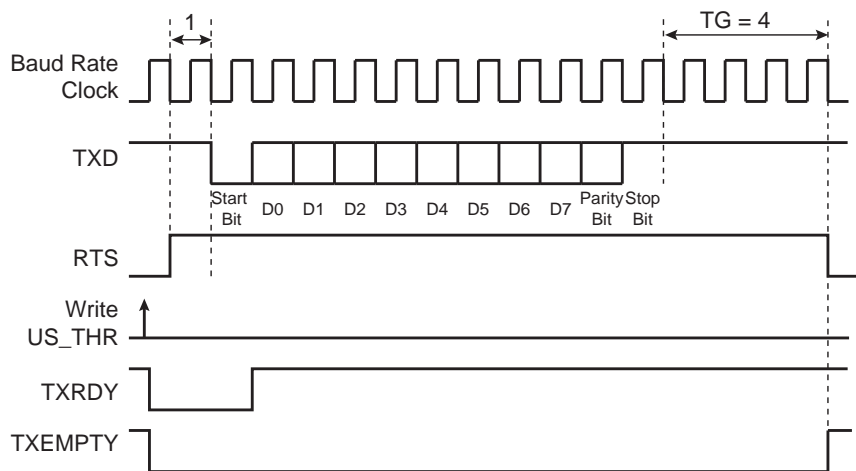 1
TG = 4
Baud Rate
Clock
TXD
Start
Bit
D0
D1
D2
D3
D4
D5
D6
D7
Parity
Bit
Stop
Bit
RTS
Write
US_THR
TXRDY
TXEMPTY